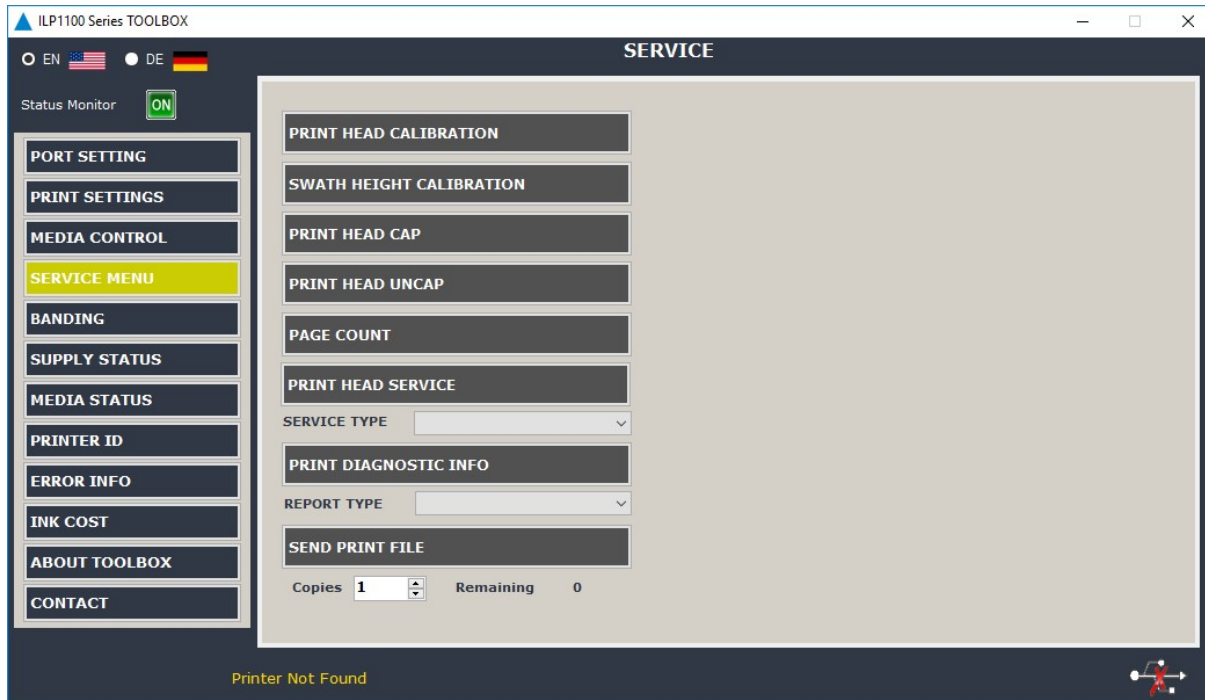 ILP1100 Series TOOLBOX
EN
DE
SERVICE
Status Monitor
ON
PORT SETTING
PRINT SETTINGS
MEDIA CONTROL
SERVICE MENU
BANDING
SUPPLY STATUS
MEDIA STATUS
PRINTER ID
ERROR INFO
INK COST
ABOUT TOOLBOX
CONTACT
PRINT HEAD CALIBRATION
SWATH HEIGHT CALIBRATION
PRINT HEAD CAP
PRINT HEAD UNCAP
PAGE COUNT
PRINT HEAD SERVICE
SERVICE TYPE
PRINT DIAGNOSTIC INFO
REPORT TYPE
SEND PRINT FILE
Copies 1 Remaining 0
Printer Not Found